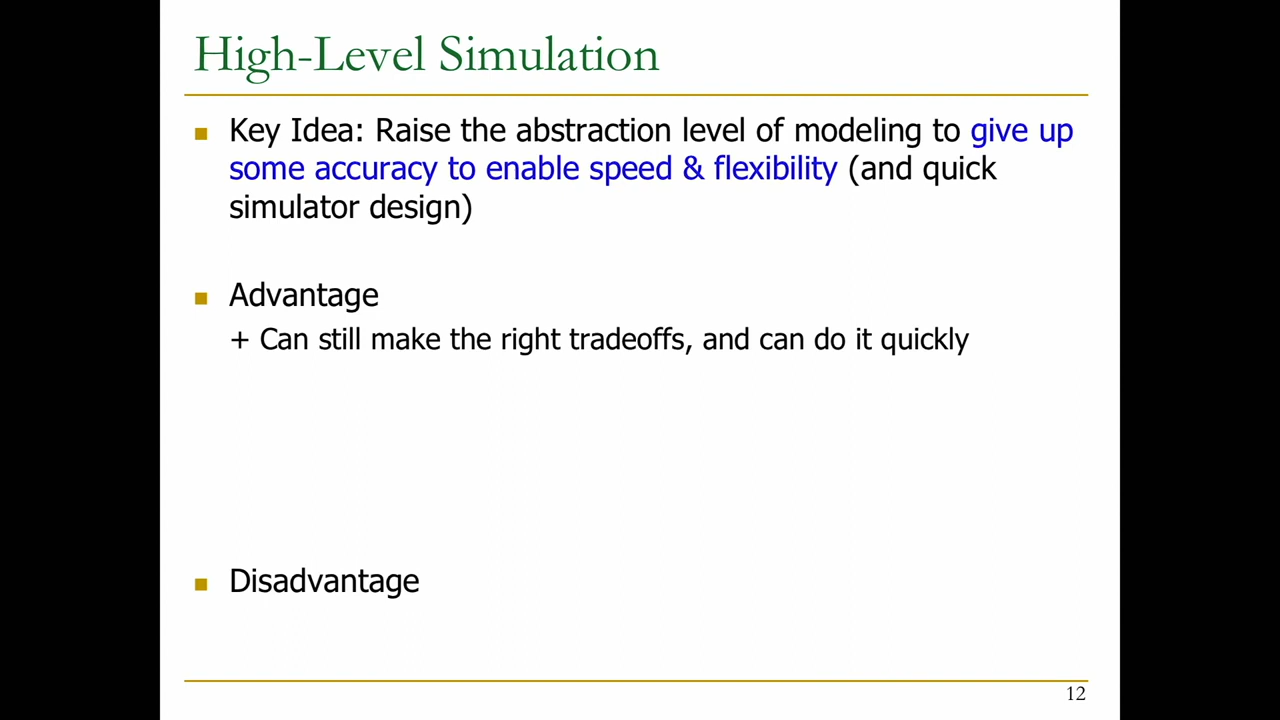 High-Level Simulation
Key Idea: Raise the abstraction level of modeling to give up
some accuracy to enable speed & flexibility (and quick
simulator design)
Advantage
+ Can still make the right tradeoffs, and can do it quickly
Disadvantage
12